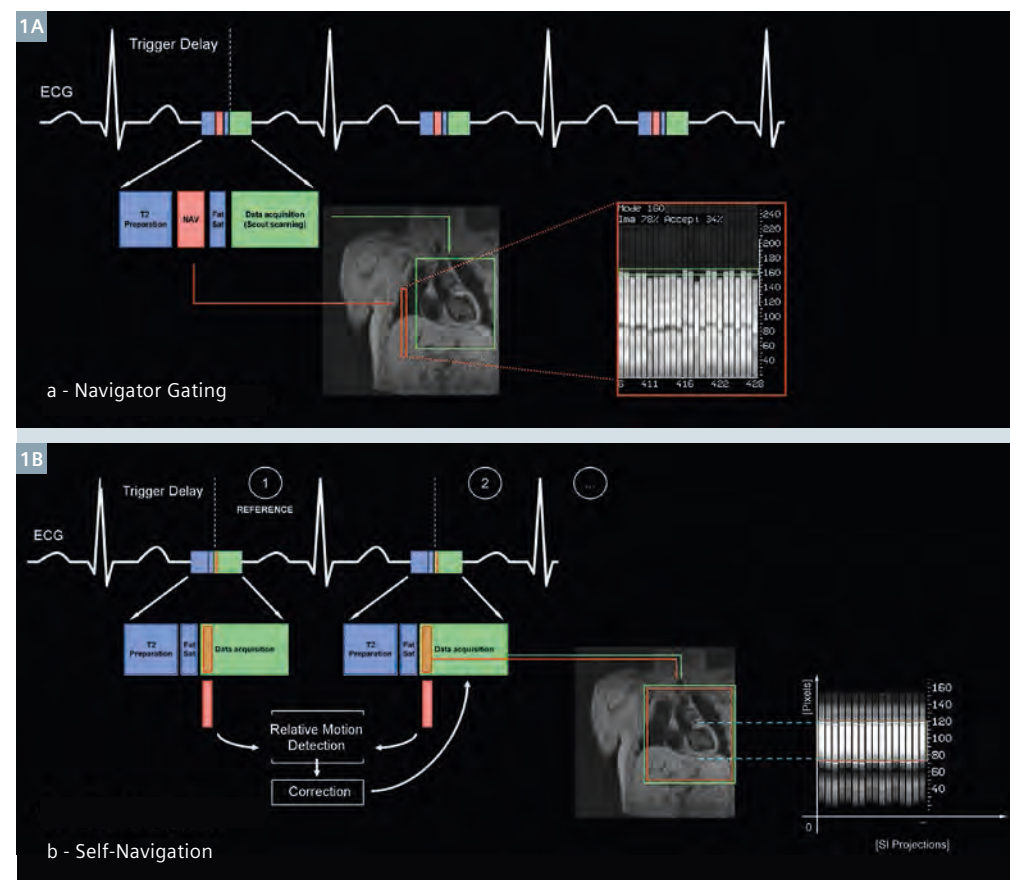 1A
Trigger Delay
ECG
T2
Preparation
NAV
Fat
Sat
Data acquisition
(Scout scanning)
Mode 160
Ima 78% Accept 34%
240
220
200
180
160
140
120
100
80
60
40
6 411 416 422 428
a - Navigator Gating
1B
Trigger Delay
1
2
...
REFERENCE
ECG
T2
Preparation
Fat
Sat
Data acquisition
T2
Preparation
Fat
Sat
Data acquisition
Relative Motion
Detection
Correction
[Pixels]
160
140
120
100
80
60
40
0
[SI Projections]
b - Self-Navigation